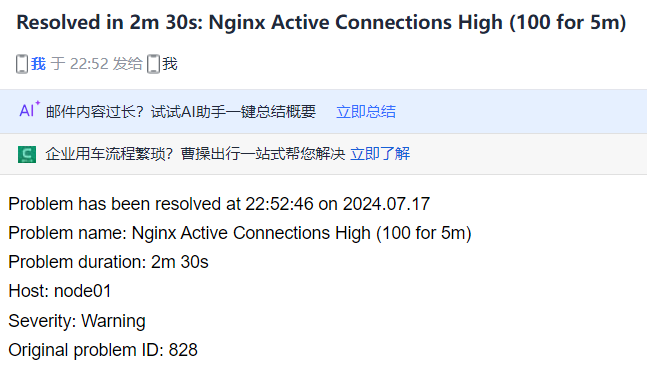 Resolved in 2m 30s: Nginx Active Connections High (100 for 5m)
我 于 22:52 发给 我
AI 邮件内容过长？试试AI助手一键总结概要 立即总结
企业用车流程繁琐？曹操出行一站式帮您解决 立即了解
Problem has been resolved at 22:52:46 on 2024.07.17
Problem name: Nginx Active Connections High (100 for 5m)
Problem duration: 2m 30s
Host: node01
Severity: Warning
Original problem ID: 828